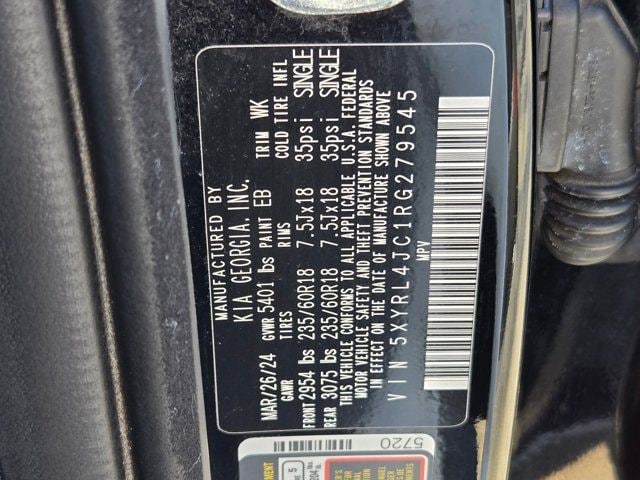 MANUFACTURED BY
KIA GEORGIA, INC.
MAR/26/24 GVWR 5401 lbs PAINT EB TRIM WK
GAWR TIRES RIMS COLD TIRE INFL
FRONT 2954 lbs 235/60R18 7.5Jx18 35psi SINGLE
REAR 3075 lbs 235/60R18 7.5Jx18 35psi SINGLE
THIS VEHICLE CONFORMS TO ALL APPLICABLE U.S.A. FEDERAL
MOTOR VEHICLE SAFETY AND THEFT PREVENTION STANDARDS
IN EFFECT ON THE DATE OF MANUFACTURE SHOWN ABOVE
VIN 5XYRL4JC1RG279545
MPV
5720